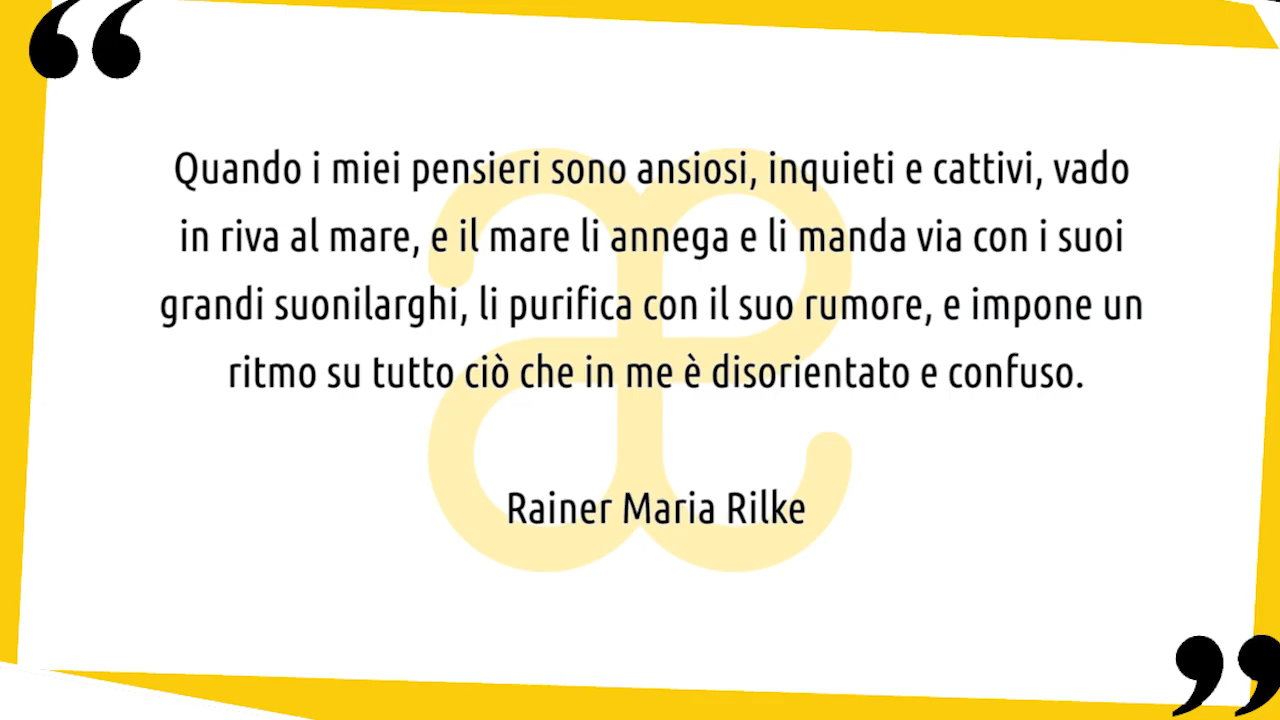 Quando i miei pensieri sono ansiosi, inquieti e cattivi, vado
in riva al mare, e il mare li annega e li manda via con i suoi
grandi suonilarghi, li purifica con il suo rumore, e impone un
ritmo su tutto ciò che in me è disorientato e confuso.
Rainer Maria Rilke